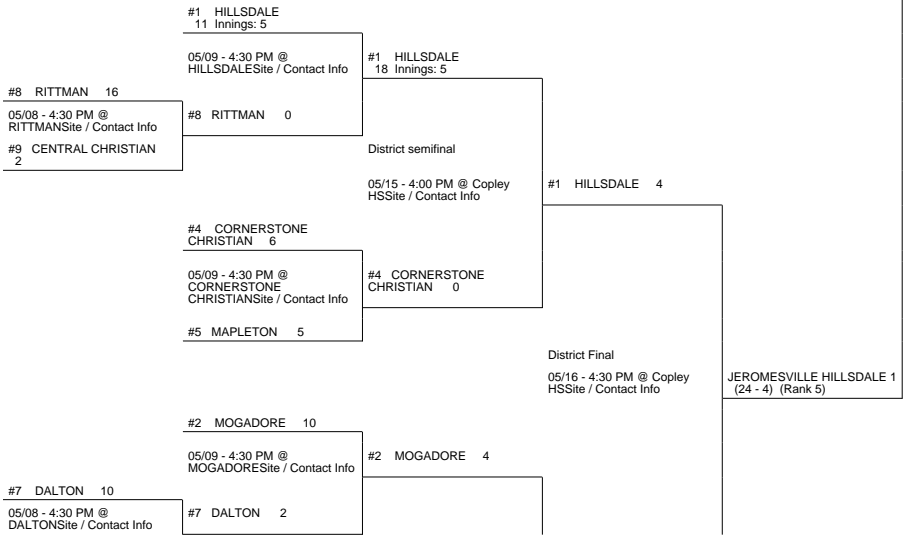 #1 HILLSDALE
11 Innings: 5
05/09 - 4:30 PM @
HILLSDALESite / Contact Info
#1 HILLSDALE
18 Innings: 5
#8 RITTMAN 16
05/08 - 4:30 PM @
RITTMANSite / Contact Info
#8 RITTMAN 0
#9 CENTRAL CHRISTIAN
2
District semifinal
05/15 - 4:00 PM @ Copley
HSSite / Contact Info
#1 HILLSDALE 4
#4 CORNERSTONE
CHRISTIAN 6
05/09 - 4:30 PM @
CORNERSTONE
CHRISTIANSite / Contact Info
#4 CORNERSTONE
CHRISTIAN 0
#5 MAPLETON 5
District Final
05/16 - 4:30 PM @ Copley
HSSite / Contact Info
JEROMESVILLE HILLSDALE 1
(24 - 4) (Rank 5)
#2 MOGADORE 10
05/09 - 4:30 PM @
MOGADORESite / Contact Info
#2 MOGADORE 4
#7 DALTON 10
05/08 - 4:30 PM @
DALTONSite / Contact Info
#7 DALTON 2